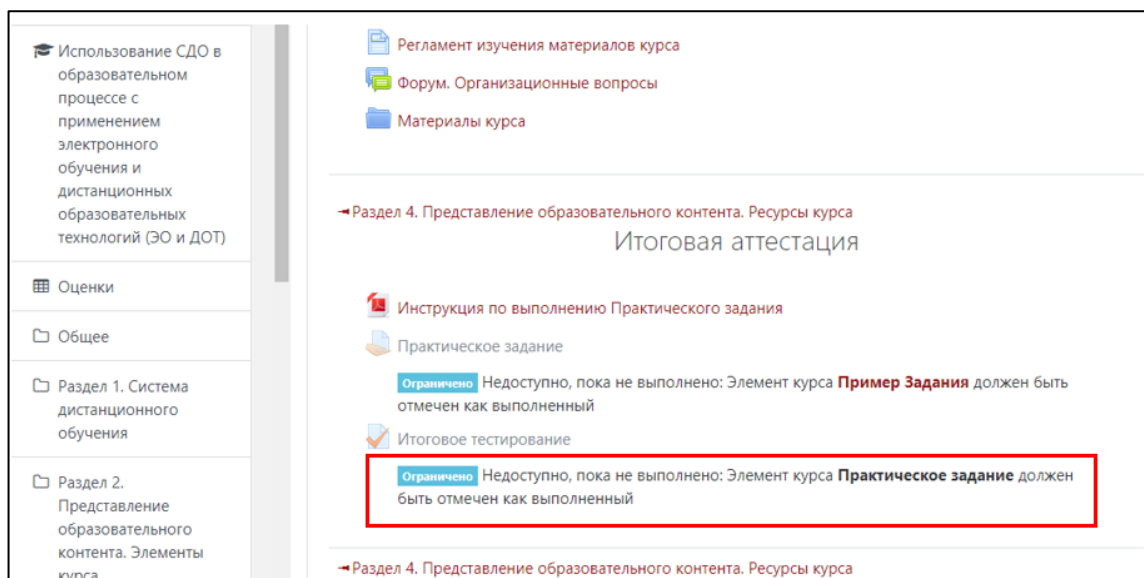 Использование СДО в
образовательном
процессе с
применением
электронного
обучения и
дистанционных
образовательных
технологий (ЭО и ДОТ)
Оценки
Общее
Раздел 1. Система
дистанционного
обучения
Раздел 2.
Представление
образовательного
контента. Элементы
курса
Регламент изучения материалов курса
Форум. Организационные вопросы
Материалы курса
Раздел 4. Представление образовательного контента. Ресурсы курса
Итоговая аттестация
Инструкция по выполнению Практического задания
Практическое задание
Ограничено Недоступно, пока не выполнено: Элемент курса Пример Задания должен быть
отмечен как выполненный
Итоговое тестирование
Ограничено Недоступно, пока не выполнено: Элемент курса Практическое задание должен
быть отмечен как выполненный
Раздел 4. Представление образовательного контента. Ресурсы курса